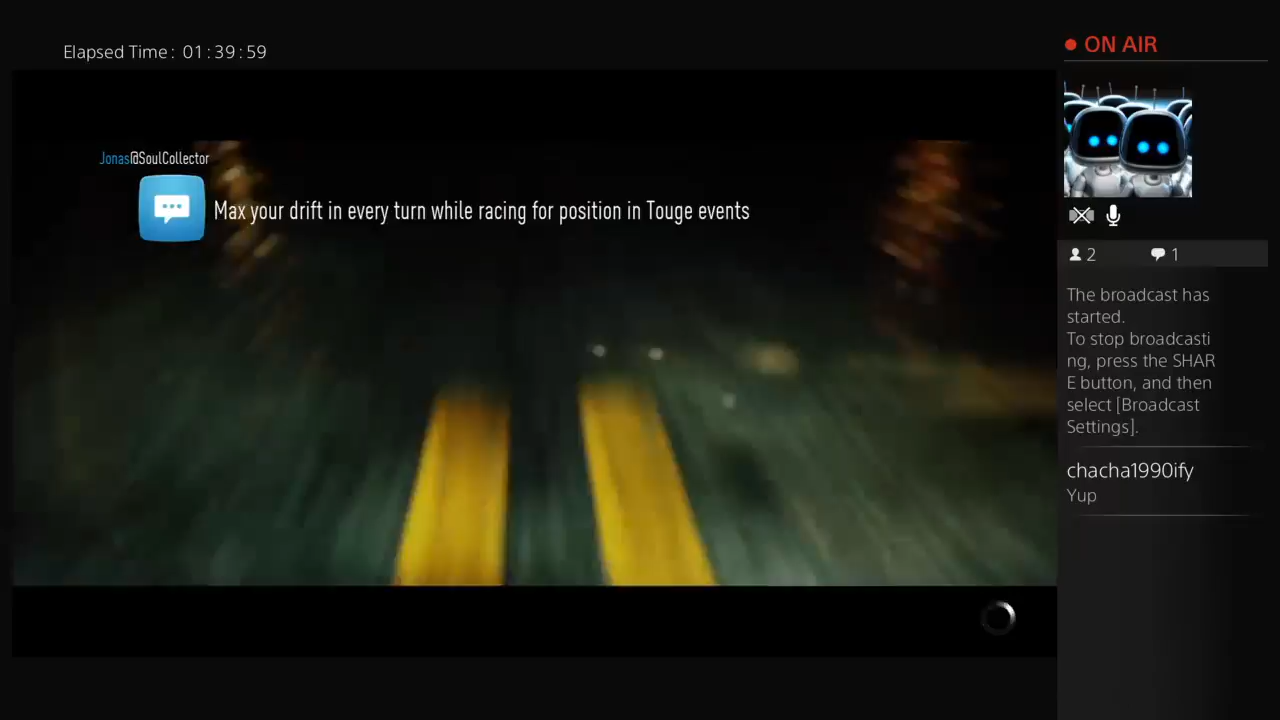 Elapsed Time: 01:39:59
ON AIR
Jonas@SoulCollector
Max your drift in every turn while racing for position in Touge events
2
1
The broadcast has
started.
To stop broadcasti
ng, press the SHAR
E button, and then
select [Broadcast
Settings].
chacha1990ify
Yup